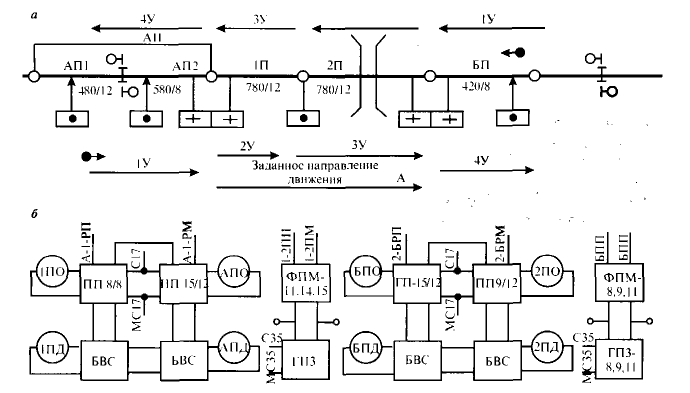 а
4У 3У 1У
АП
АП1 АП2 1П 2П БП
480/12 580/8 780/12 780/12 420/8
2У 3У
1У Заданное направление 4У
движения А
б
А-1-РП А-1-РМ 1-2ПП 1-2ПМ 2-БРП 2-БРМ БПП БПП
С17 С17
1ПО ПП 8/8 ПП 15/12 АПО ФПМ-11,14,15 БПО ГП-15/12 ПП9/12 2ПО ФПМ-8,9,11
МС17 МС17
С35 С35
1ПД БВС БВС АПД ГП3 БПД БВС БВС 2ПД ГП3-8,9,11
МС35 МС35